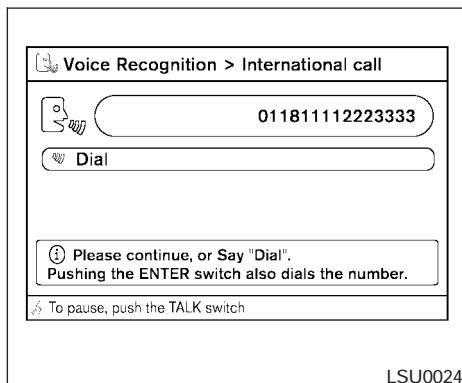 Voice Recognition > International call
011811112223333
Dial
Please continue, or Say "Dial".
Pushing the ENTER switch also dials the number.
To pause, push the TALK switch
LSU0024